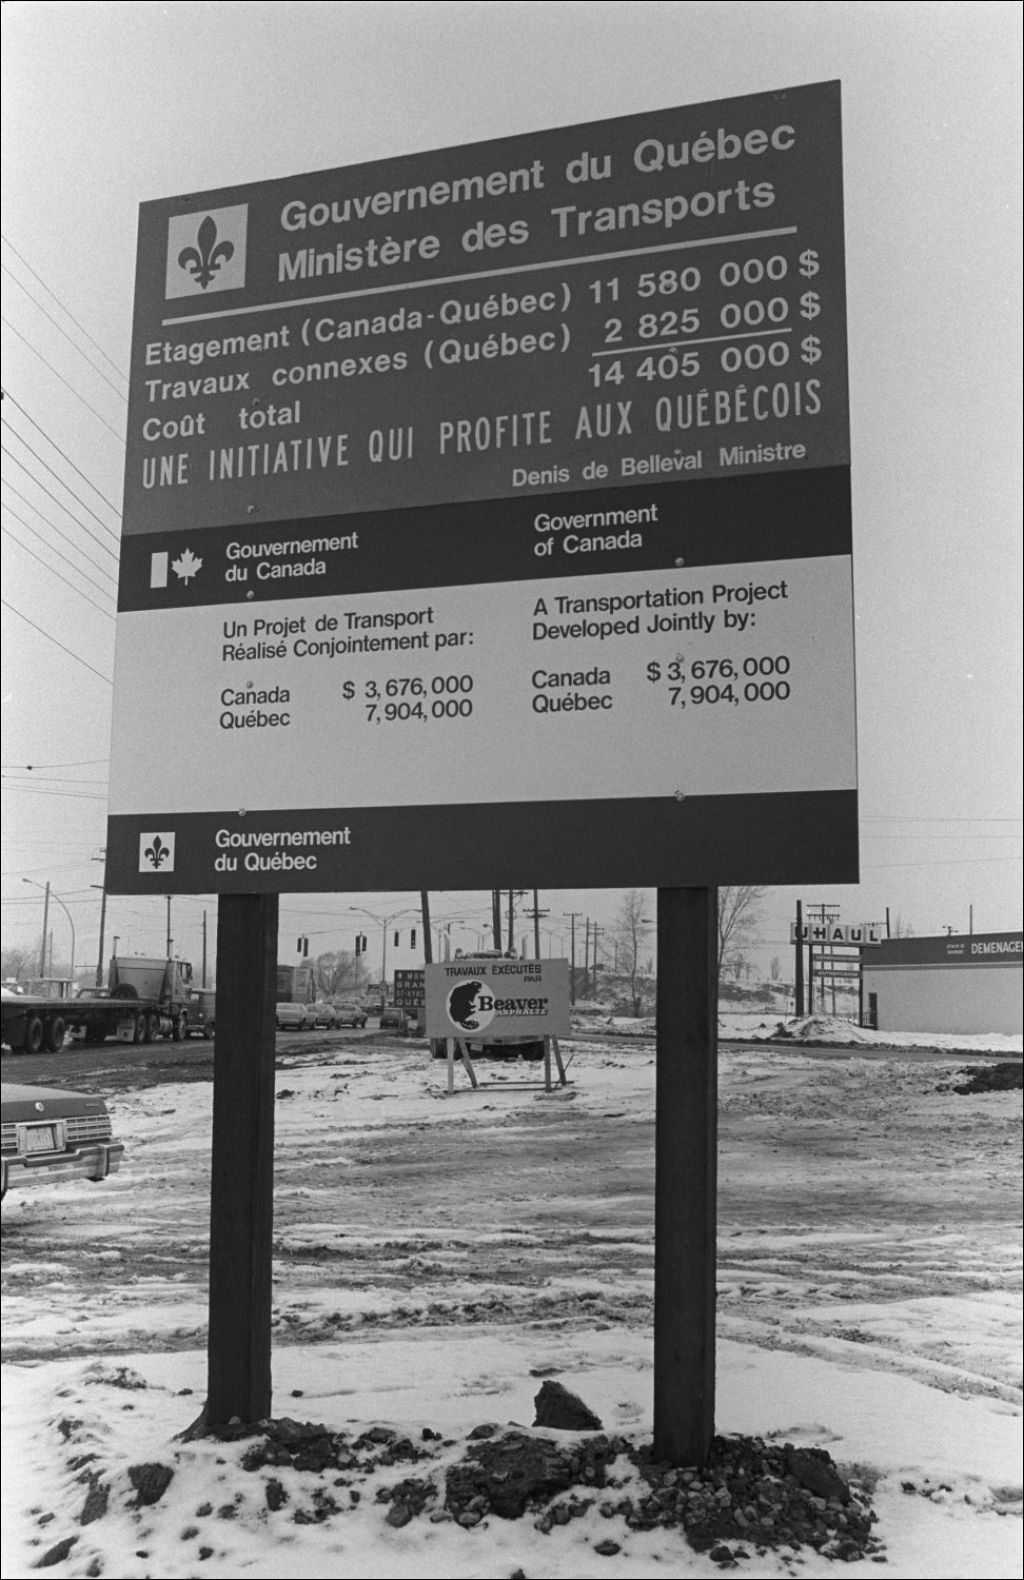 Gouvernement du Québec
Ministère des Transports
Etagement (Canada-Québec) 11 580 000 $
Travaux connexes (Québec) 2 825 000 $
Coût total 14 405 000 $
UNE INITIATIVE QUI PROFITE AUX QUÉBÉCOIS
Denis de Belleval Ministre
Gouvernement
du Canada
Government
of Canada
Un Projet de Transport
Réalisé Conjointement par:
Canada $ 3,676,000
Québec 7,904,000
A Transportation Project
Developed Jointly by:
Canada $ 3,676,000
Québec 7,904,000
Gouvernement
du Québec
TRAVAUX EXÉCUTÉS
PAR
Beaver
ASPHALTE
U-HAUL